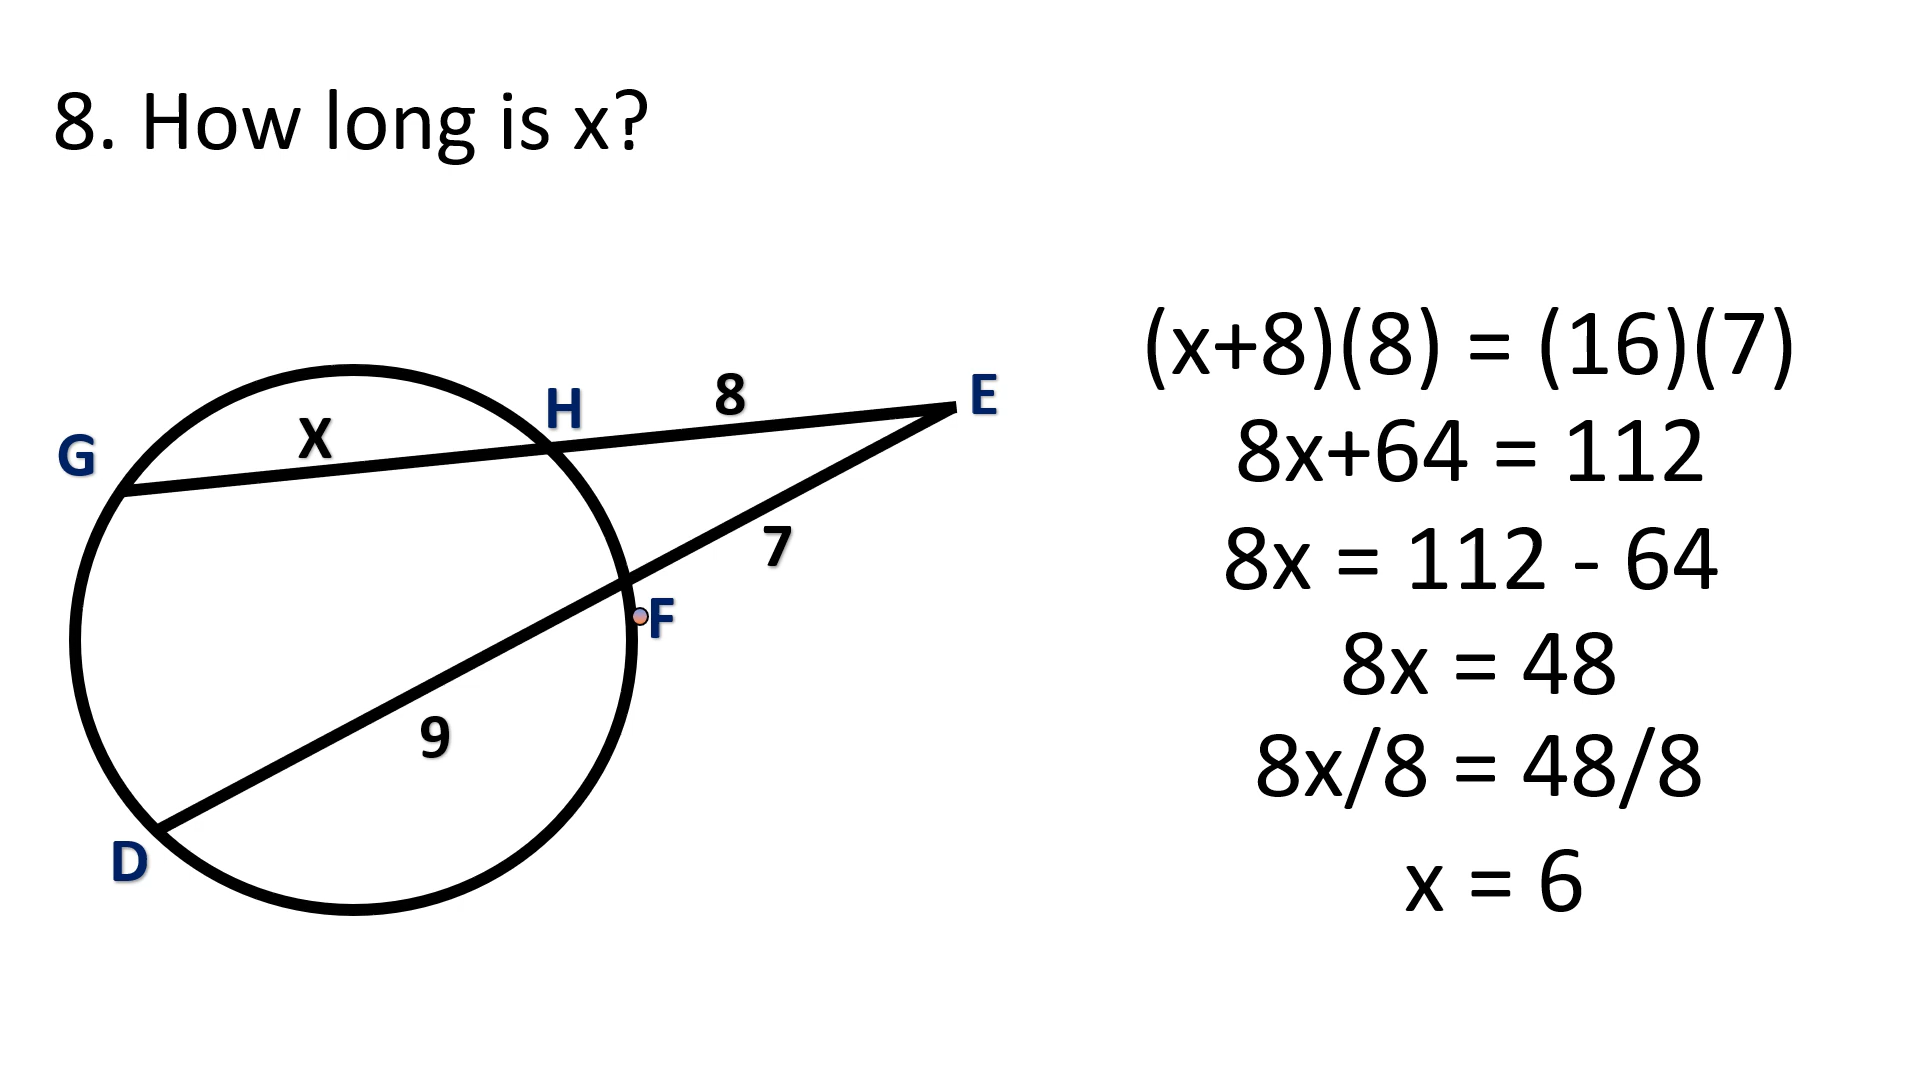 8. How long is x?
G
X
H
8
E
7
F
9
D
(x+8)(8) = (16)(7)
8x+64 = 112
8x = 112 - 64
8x = 48
8x/8 = 48/8
x = 6